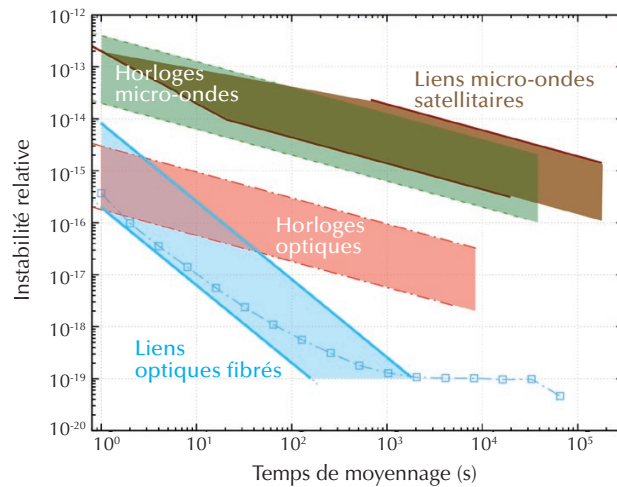 10⁻¹²
10⁻¹³
10⁻¹⁴
10⁻¹⁵
10⁻¹⁶
10⁻¹⁷
10⁻¹⁸
10⁻¹⁹
10⁻²⁰
Instabilité relative
Horloges
micro-ondes
Liens micro-ondes
satellitaires
Horloges
optiques
Liens
optiques fibrés
10⁰ 10¹ 10² 10³ 10⁴ 10⁵
Temps de moyennage (s)